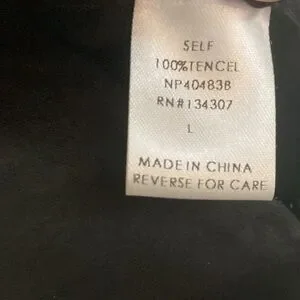 SELF
100%TENCEL
NP40483B
RN#134307
L
MADE IN CHINA
REVERSE FOR CARE